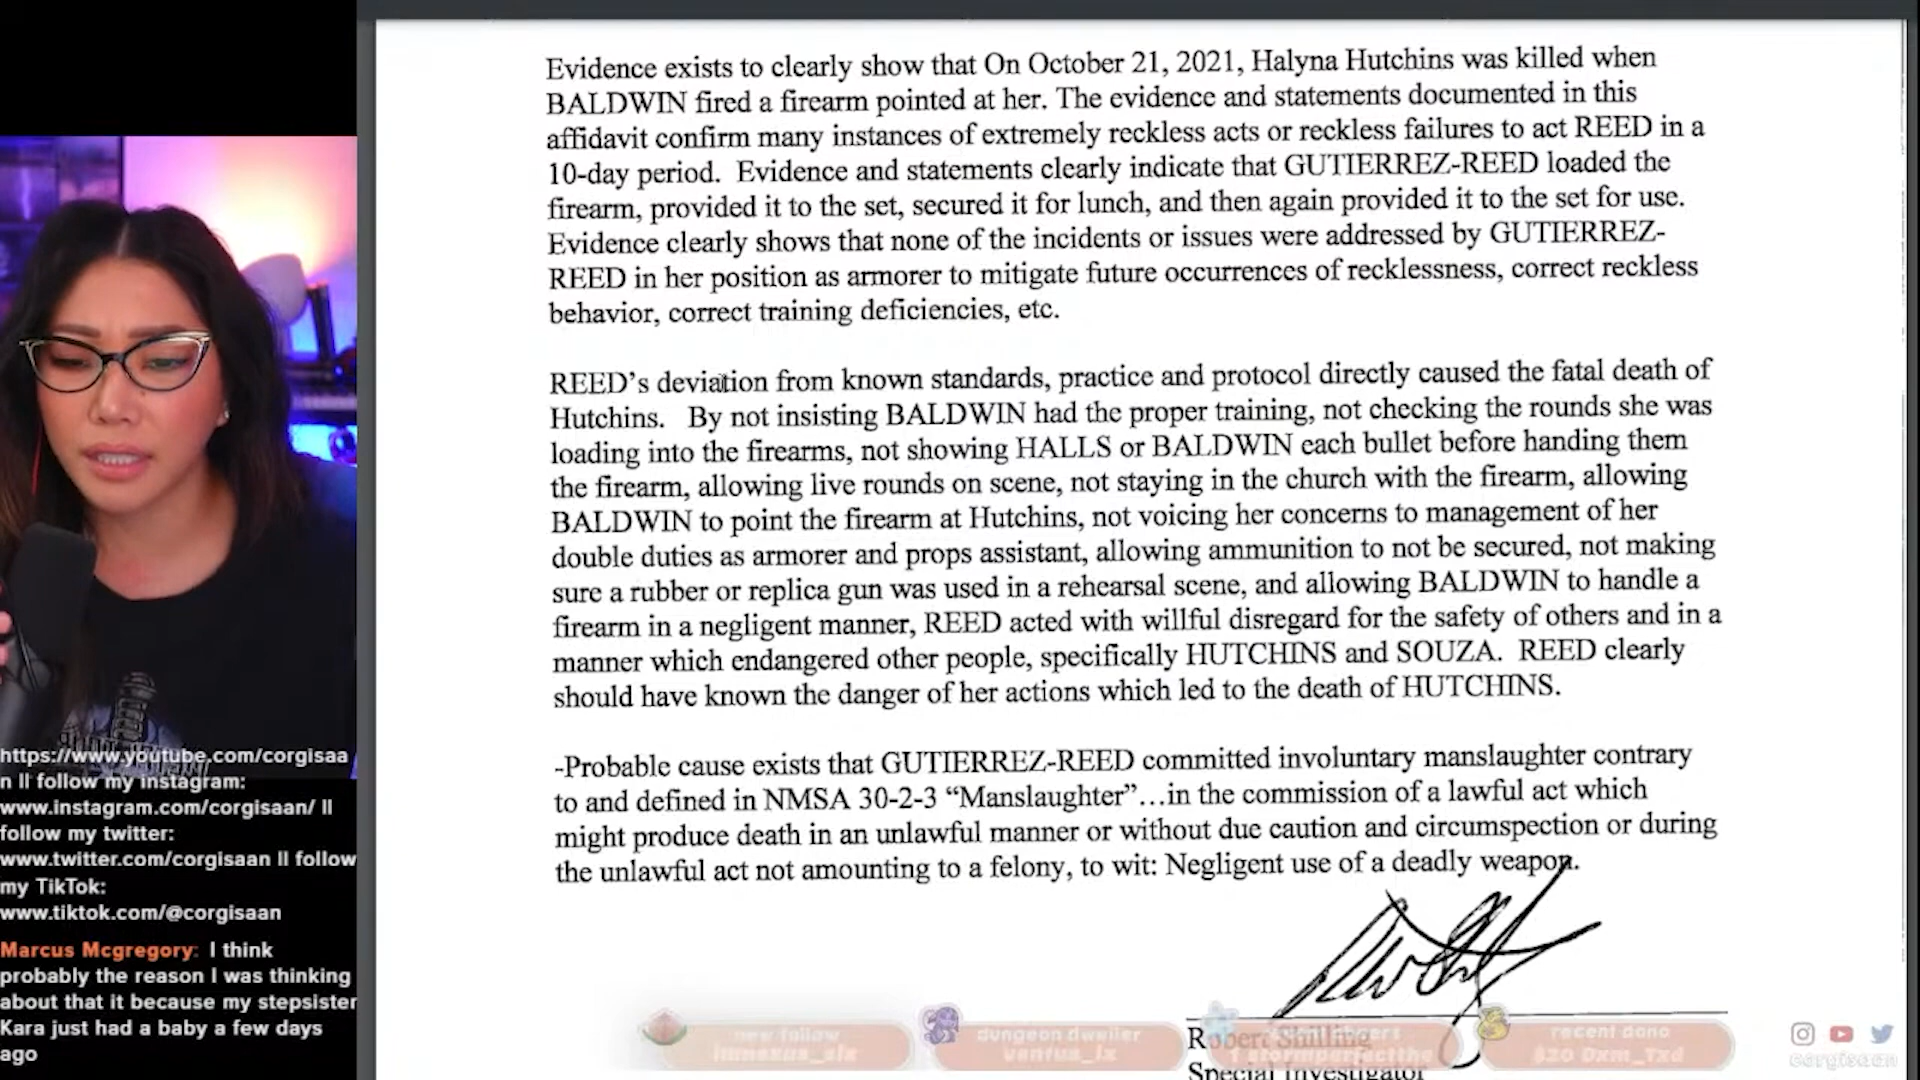 Evidence exists to clearly show that On October 21, 2021, Halyna Hutchins was killed when
BALDWIN fired a firearm pointed at her. The evidence and statements documented in this
affidavit confirm many instances of extremely reckless acts or reckless failures to act REED in a
10-day period. Evidence and statements clearly indicate that GUTIERREZ-REED loaded the
firearm, provided it to the set, secured it for lunch, and then again provided it to the set for use.
Evidence clearly shows that none of the incidents or issues were addressed by GUTIERREZ-
REED in her position as armorer to mitigate future occurrences of recklessness, correct reckless
behavior, correct training deficiencies, etc.
REED's deviation from known standards, practice and protocol directly caused the fatal death of
Hutchins. By not insisting BALDWIN had the proper training, not checking the rounds she was
loading into the firearms, not showing HALLS or BALDWIN each bullet before handing them
the firearm, allowing live rounds on scene, not staying in the church with the firearm, allowing
BALDWIN to point the firearm at Hutchins, not voicing her concerns to management of her
double duties as armorer and props assistant, allowing ammunition to not be secured, not making
sure a rubber or replica gun was used in a rehearsal scene, and allowing BALDWIN to handle a
firearm in a negligent manner, REED acted with willful disregard for the safety of others and in a
manner which endangered other people, specifically HUTCHINS and SOUZA. REED clearly
should have known the danger of her actions which led to the death of HUTCHINS.
-Probable cause exists that GUTIERREZ-REED committed involuntary manslaughter contrary
to and defined in NMSA 30-2-3 “Manslaughter”…in the commission of a lawful act which
might produce death in an unlawful manner or without due caution and circumspection or during
the unlawful act not amounting to a felony, to wit: Negligent use of a deadly weapon.
Robert Shilling
Special Investigator
https://www.youtube.com/corgisaa
n ll follow my instagram:
www.instagram.com/corgisaan/ ll
follow my twitter:
www.twitter.com/corgisaan ll follow
my TikTok:
www.tiktok.com/@corgisaan
Marcus Mcgregory: I think
probably the reason I was thinking
about that it because my stepsister
Kara just had a baby a few days
ago
new follow
dungeon dweller
ventus_lx
recent dono
$20 Dxm_Txd
corgisaan